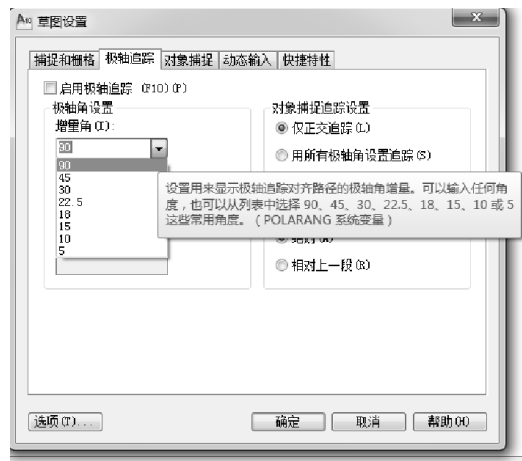 草图设置
捕捉和栅格 极轴追踪 对象捕捉 动态输入 快捷特性
启用极轴追踪 (F10)(P)
极轴角设置
增量角(I):
90
90
45
30
22.5
18
15
10
5
对象捕捉追踪设置
仅正交追踪(L)
用所有极轴角设置追踪(S)
设置用来显示极轴追踪对齐路径的极轴角增量。可以输入任何角
度，也可以从列表中选择 90、45、30、22.5、18、15、10 或 5
这些常用角度。（POLARANG 系统变量）
相对上一段(R)
选项(T)...
确定 取消 帮助(H)